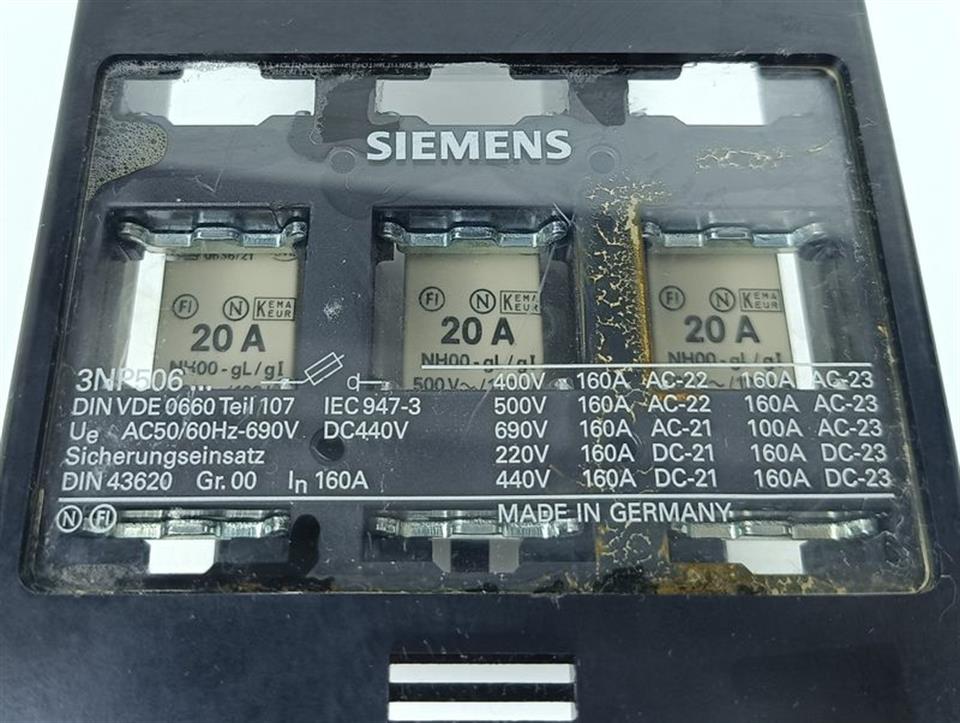 SIEMENS
0636/21
FI N KEMA KEUR
20 A
NH00-gL/gI
FI N KEMA KEUR
20 A
NH00-gL/gI
500V~/1
FI N KEMA KEUR
20 A
NH00-gL/gI
3NP506... 400V 160A AC-22 160A AC-23
DIN VDE 0660 Teil 107 IEC 947-3 500V 160A AC-22 160A AC-23
Ue AC50/60Hz-690V DC440V 690V 160A AC-21 100A AC-23
Sicherungseinsatz 220V 160A DC-21 160A DC-23
DIN 43620 Gr. 00 In 160A 440V 160A DC-21 160A DC-23
N FI MADE IN GERMANY